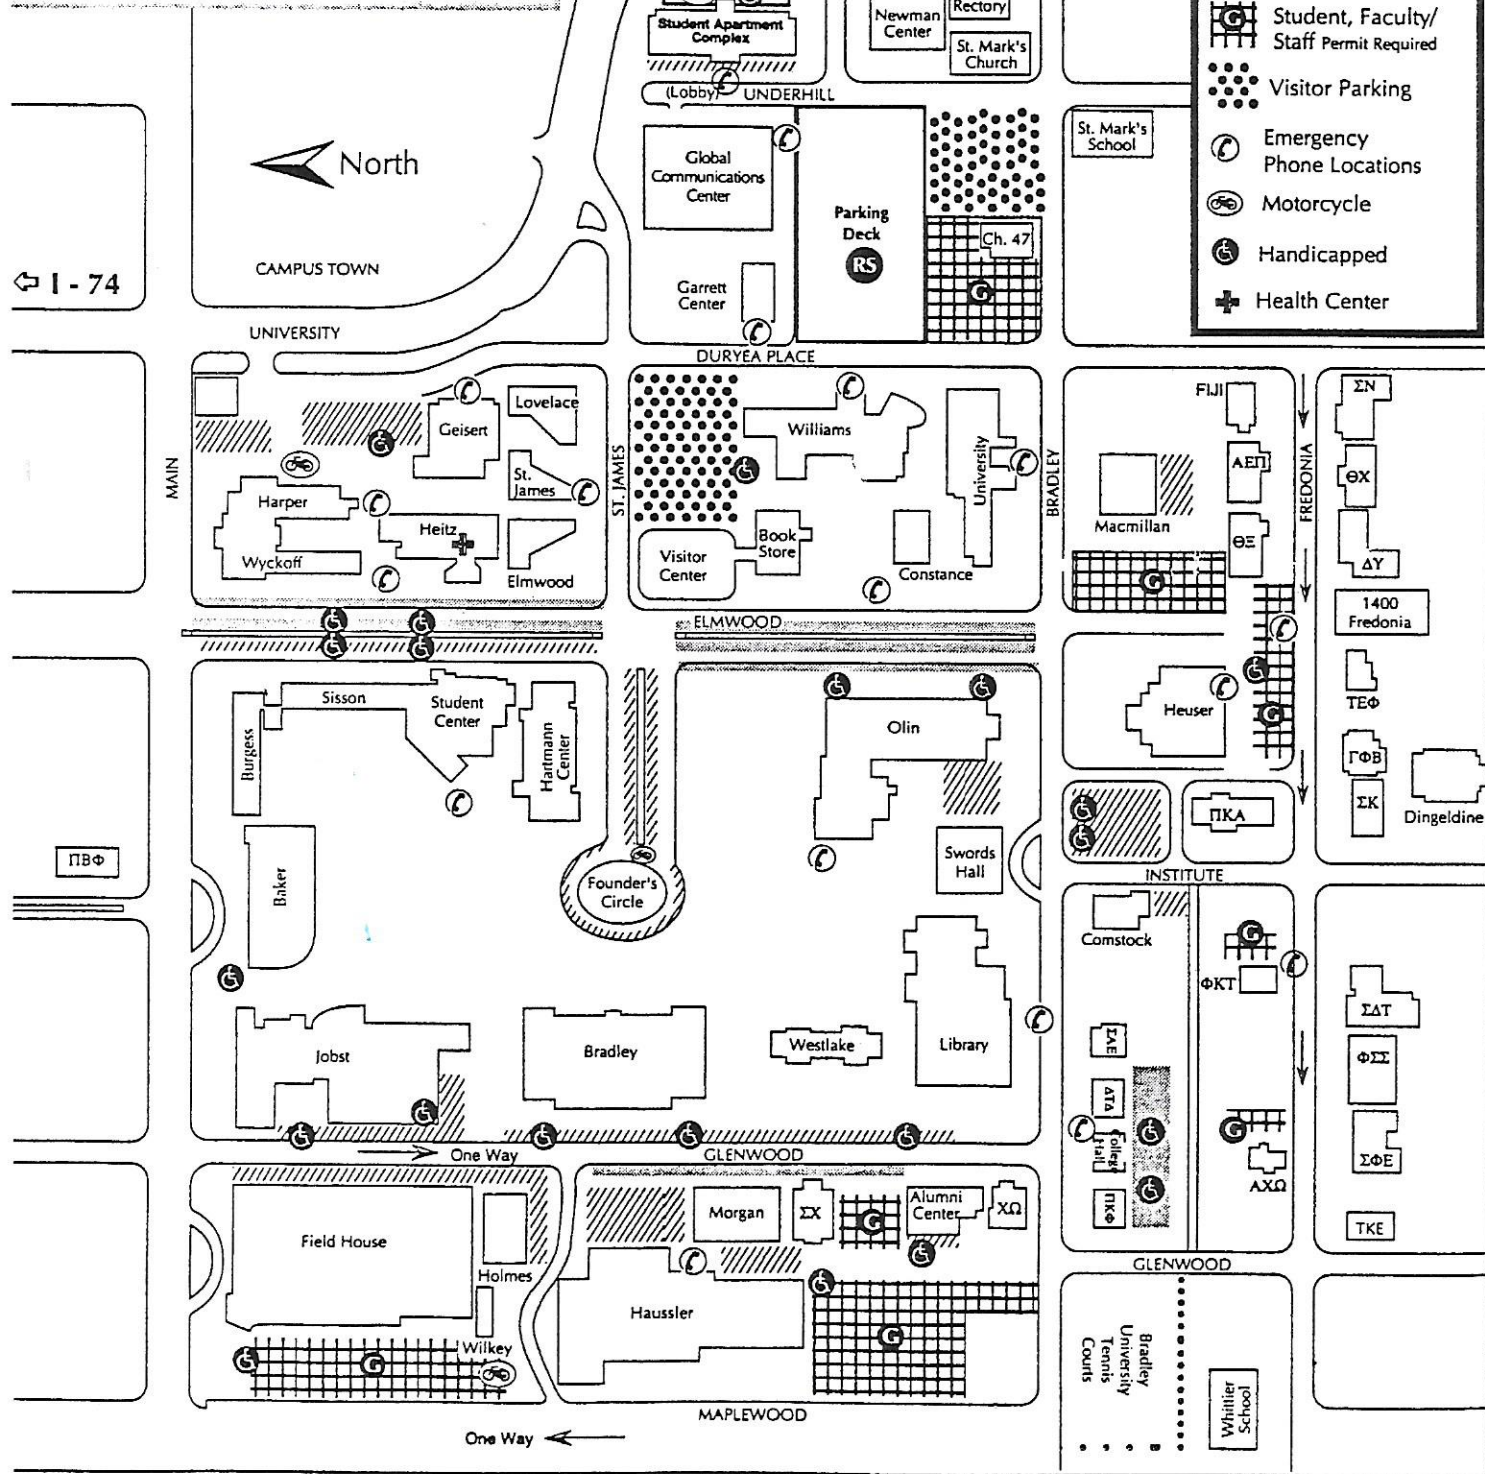 Student Apartment
Complex
(Lobby)
UNDERHILL
Newman
Center
Rectory
St. Mark's
Church
G
Student, Faculty/
Staff Permit Required
Visitor Parking
Emergency
Phone Locations
Motorcycle
Handicapped
Health Center
St. Mark's
School
North
I - 74
CAMPUS TOWN
UNIVERSITY
Global
Communications
Center
Parking
Deck
RS
Ch. 47
G
Garrett
Center
DURYEA PLACE
MAIN
Geisert
Lovelace
St.
James
Harper
Heitz
Wyckoff
Elmwood
ST. JAMES
Williams
University
Visitor
Center
Book
Store
Constance
BRADLEY
FIJI
ΑΕΠ
ΘΞ
Macmillan
G
FREDONIA
ΣΝ
ΘΧ
ΔΥ
1400
Fredonia
ELMWOOD
Sisson
Student
Center
Burgess
Hartmann
Center
Baker
Founder's
Circle
Olin
Swords
Hall
Heuser
G
ΤΕΦ
ΓΦΒ
ΣΚ
Dingeldine
ΠΚΑ
INSTITUTE
ΠΒΦ
Comstock
G
ΦΚΤ
ΣΑΕ
ΔΤΔ
College
Hall
ΠΚΦ
G
ΑΧΩ
ΣΔΤ
ΦΣΣ
ΣΦΕ
ΤΚΕ
Jobst
Bradley
Westlake
Library
One Way
GLENWOOD
Field House
Holmes
Wilkey
G
Morgan
ΣΧ
G
Alumni
Center
ΧΩ
Haussler
G
GLENWOOD
Bradley
University
Tennis
Courts
Whittier
School
MAPLEWOOD
One Way